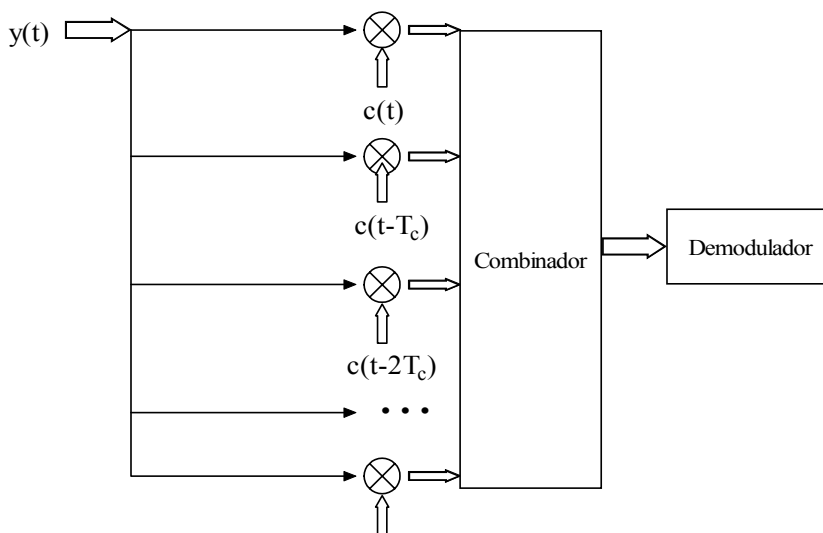 y(t)
c(t)
c(t-T_c)
Combinador
Demodulador
c(t-2T_c)
• • •